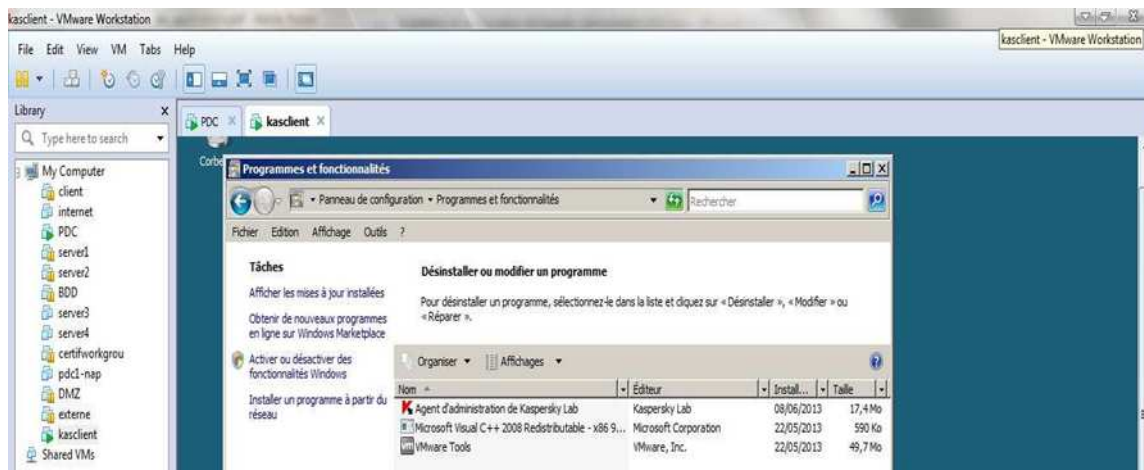 kasclient - VMware Workstation
kasclient - VMware Workstation
File Edit View VM Tabs Help
Library x
Type here to search
PDC × kasclient ×
My Computer
client
internet
PDC
server1
server2
BDD
server3
server4
certifworkgrou
pdc1-nap
DMZ
externe
kasclient
Shared VMs
Corbe
Programmes et fonctionnalités
Panneau de configuration Programmes et fonctionnalités
Rechercher
Fichier Edition Affichage Outils ?
Tâches
Afficher les mises à jour installées
Obtenir de nouveaux programmes
en ligne sur Windows Marketplace
Activer ou désactiver des
fonctionnalités Windows
Installer un programme à partir du
réseau
Désinstaller ou modifier un programme
Pour désinstaller un programme, sélectionnez-le dans la liste et cliquez sur « Désinstaller », « Modifier » ou
« Réparer ».
Organiser Affichages
Nom Éditeur Install... Taille
Agent d'administration de Kaspersky Lab Kaspersky Lab 08/06/2013 17,4 Mo
Microsoft Visual C++ 2008 Redistributable - x86 9... Microsoft Corporation 22/05/2013 590 Ko
VMware Tools VMware, Inc. 22/05/2013 49,7 Mo